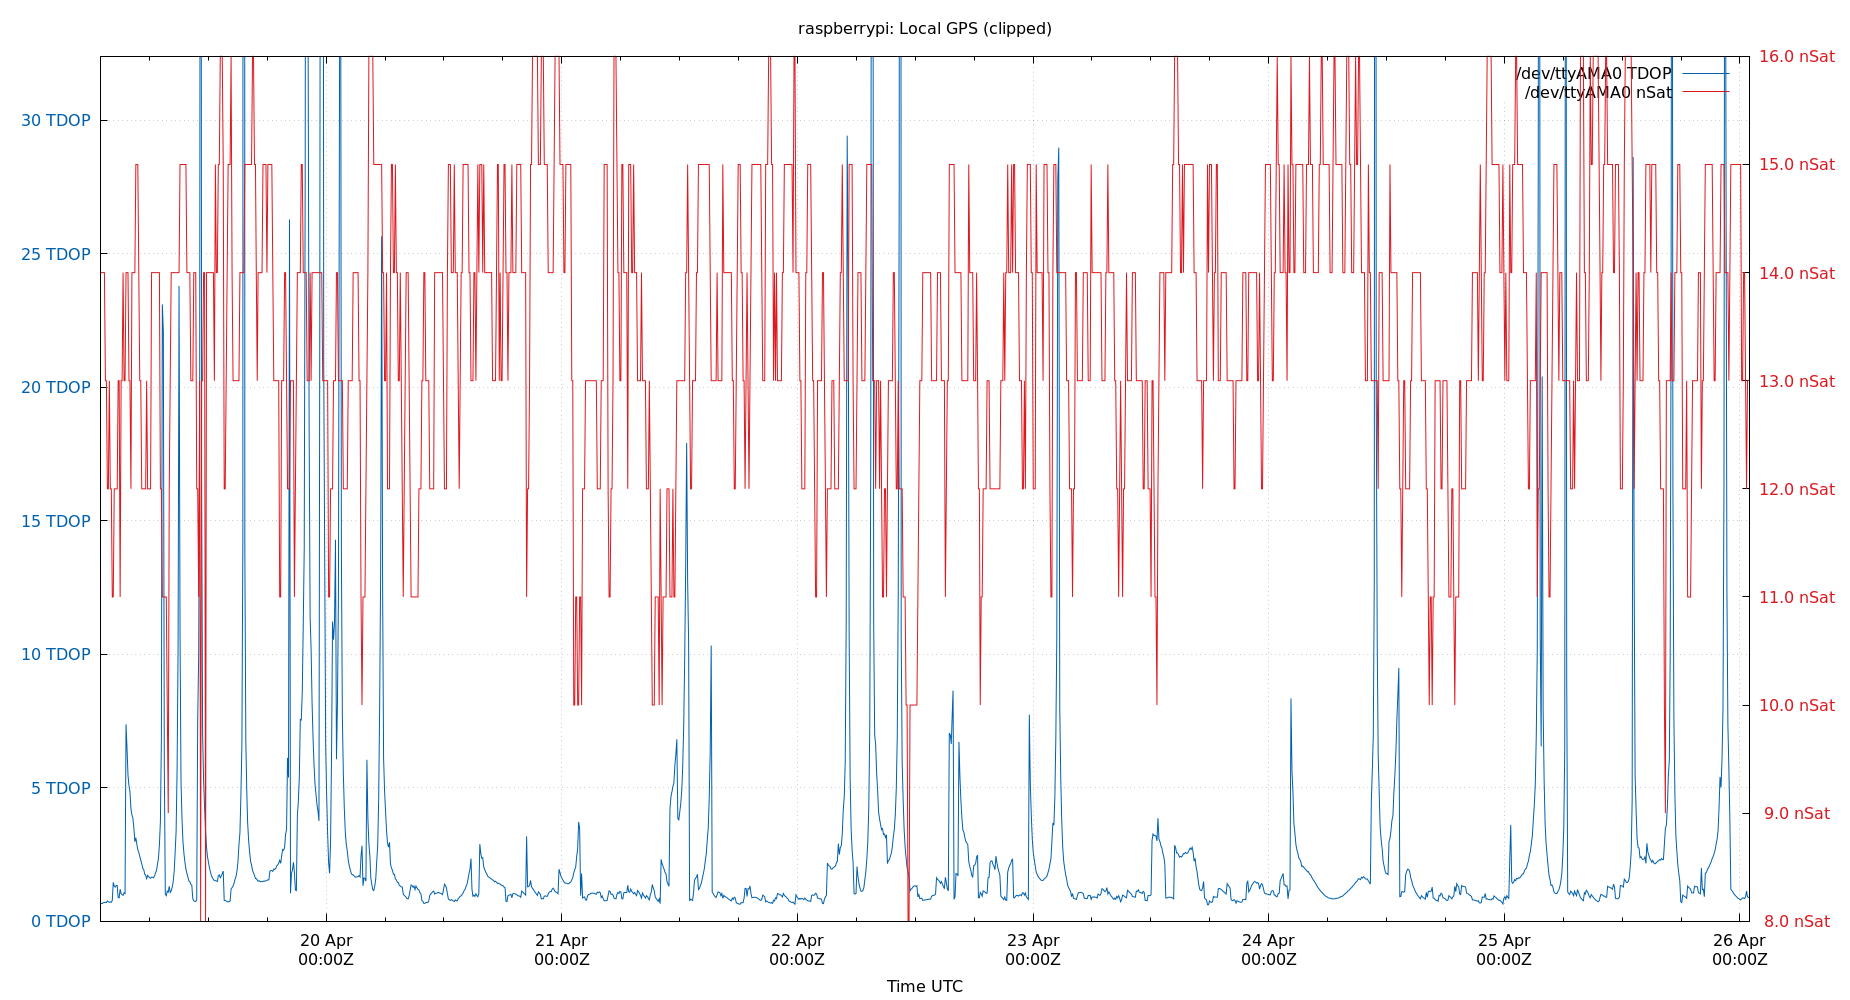 raspberrypi: Local GPS (clipped)
/dev/ttyAMA0 TDOP
/dev/ttyAMA0 nSat
30 TDOP
25 TDOP
20 TDOP
15 TDOP
10 TDOP
5 TDOP
0 TDOP
16.0 nSat
15.0 nSat
14.0 nSat
13.0 nSat
12.0 nSat
11.0 nSat
10.0 nSat
9.0 nSat
8.0 nSat
20 Apr
00:00Z
21 Apr
00:00Z
22 Apr
00:00Z
23 Apr
00:00Z
24 Apr
00:00Z
25 Apr
00:00Z
26 Apr
00:00Z
Time UTC